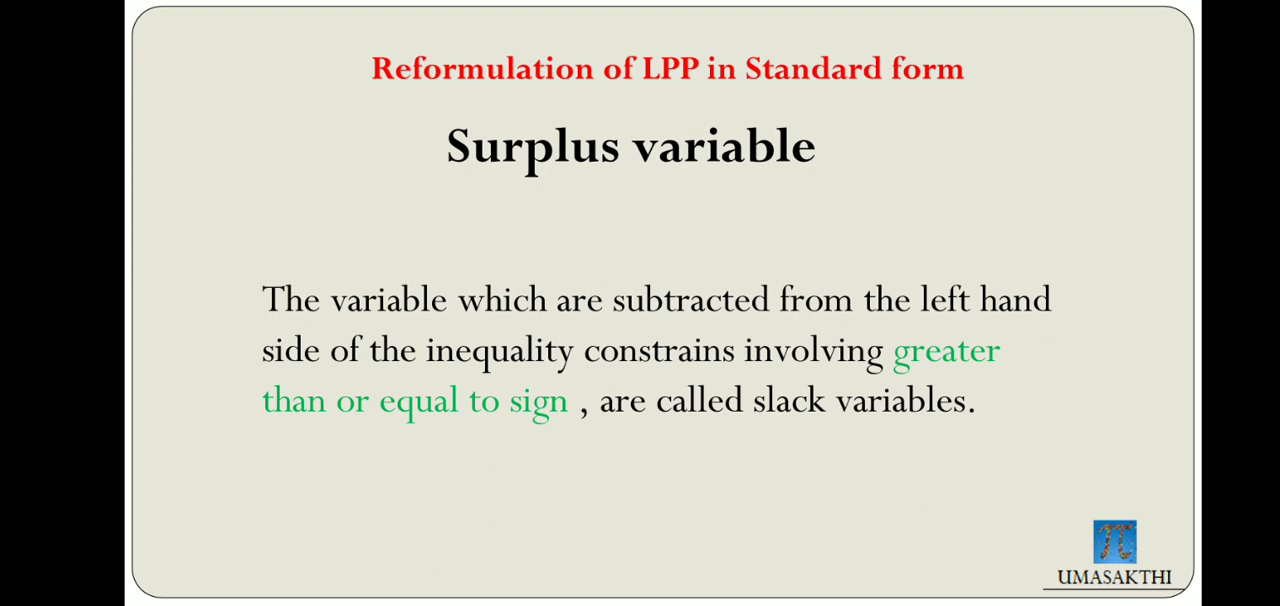 Reformulation of LPP in Standard form
Surplus variable
The variable which are subtracted from the left hand
side of the inequality constrains involving greater
than or equal to sign , are called slack variables.
UMASAKTHI